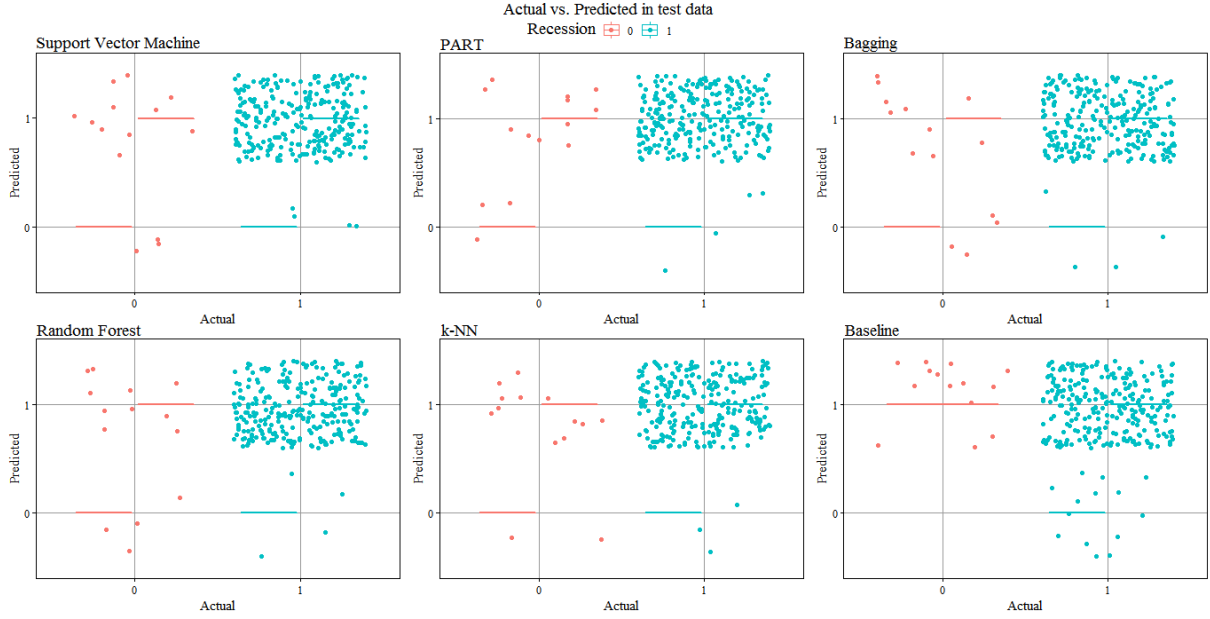 Actual vs. Predicted in test data
Recession 0 1
Support Vector Machine
PART
Bagging
Predicted
1
0
0 1
Actual
Predicted
1
0
0 1
Actual
Predicted
1
0
0 1
Actual
Random Forest
k-NN
Baseline
Predicted
1
0
0 1
Actual
Predicted
1
0
0 1
Actual
Predicted
1
0
0 1
Actual